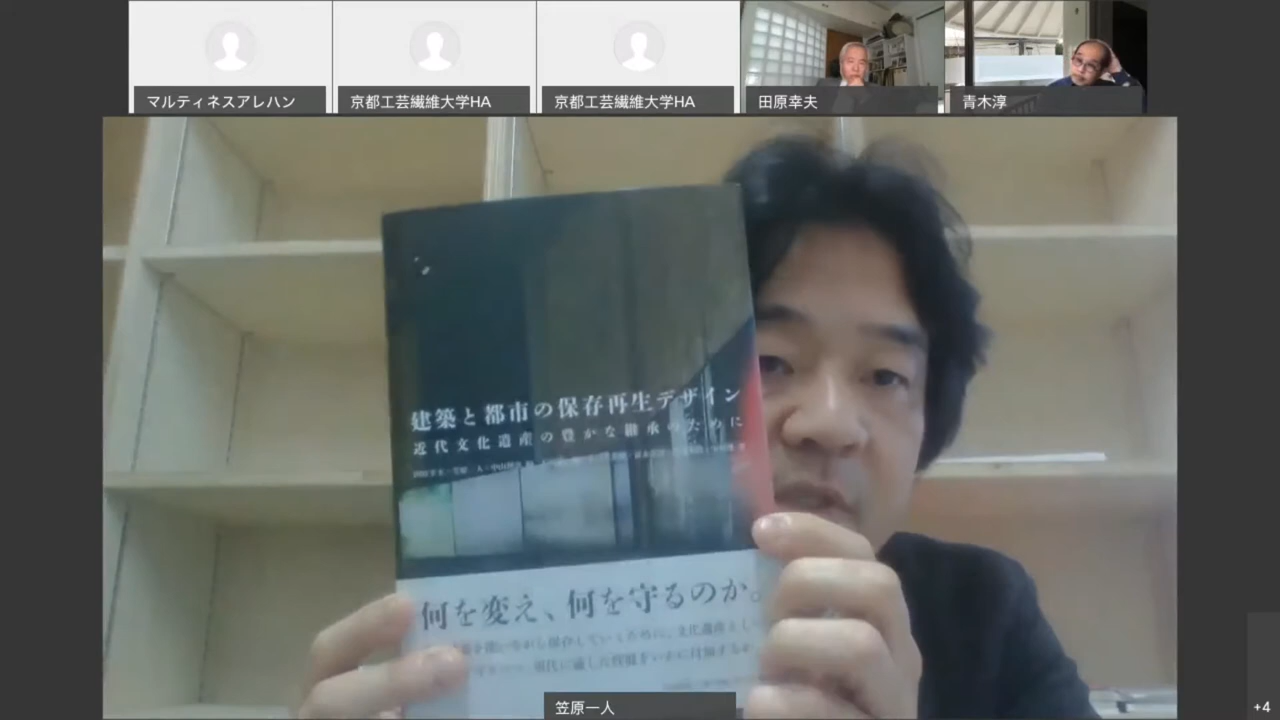 マルティネスアレハン
京都工芸繊維大学HA
京都工芸繊維大学HA
田原幸夫
青木淳
建築と都市の保存再生デザイン
近代文化遺産の豊かな継承のために
何を変え、何を守るのか。
笠原一人
+4